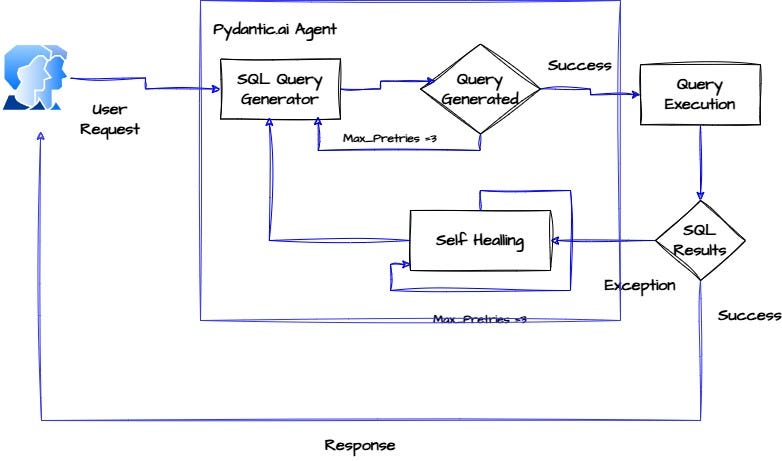 Pydantic.ai Agent
SQL Query
Generator
Query
Generated
Success
Query
Execution
User
Request
Max_Pretries =3
Self Healling
SQL
Results
Exception
Max_Pretries =3
Success
Response